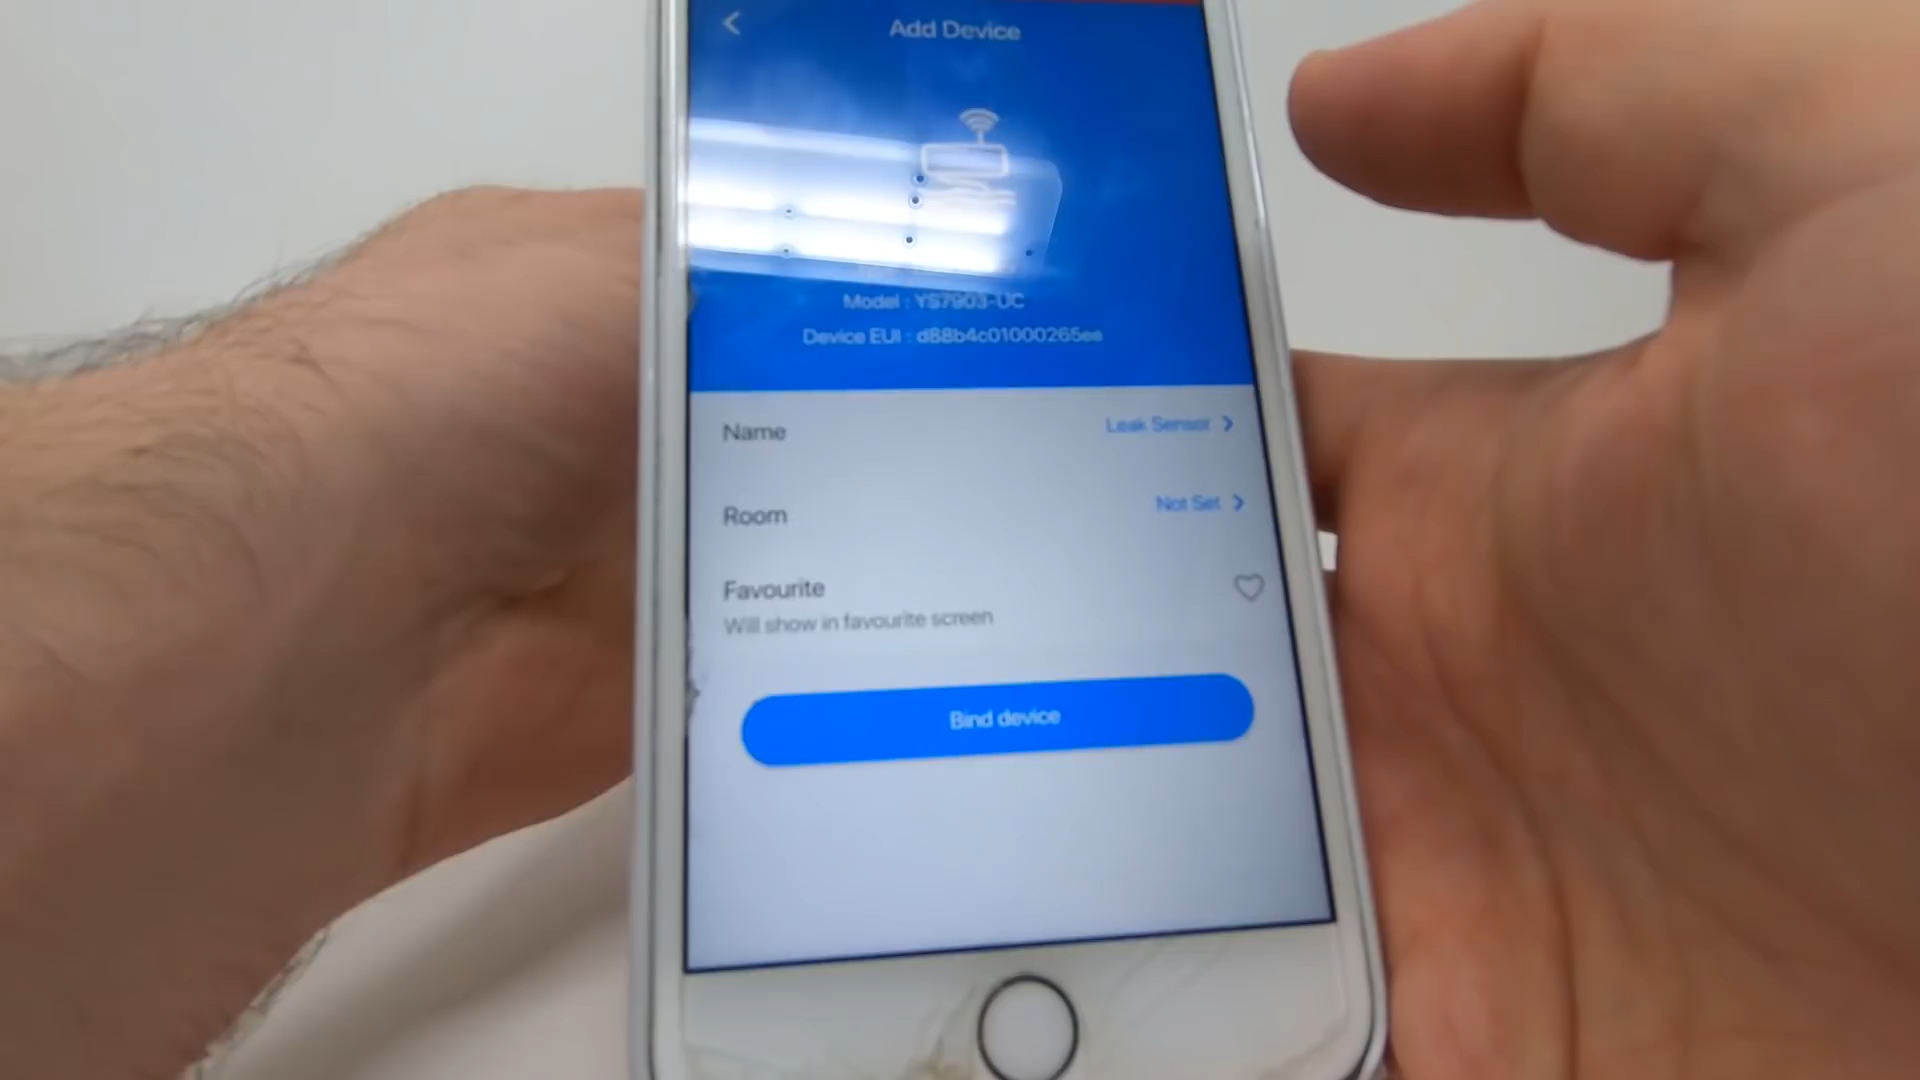 Add Device
Model : YS7903-UC
Device EUI : d88b4c01000265ee
Name
Leak Sensor
Room
Not Set
Favourite
Will show in favourite screen
Bind device